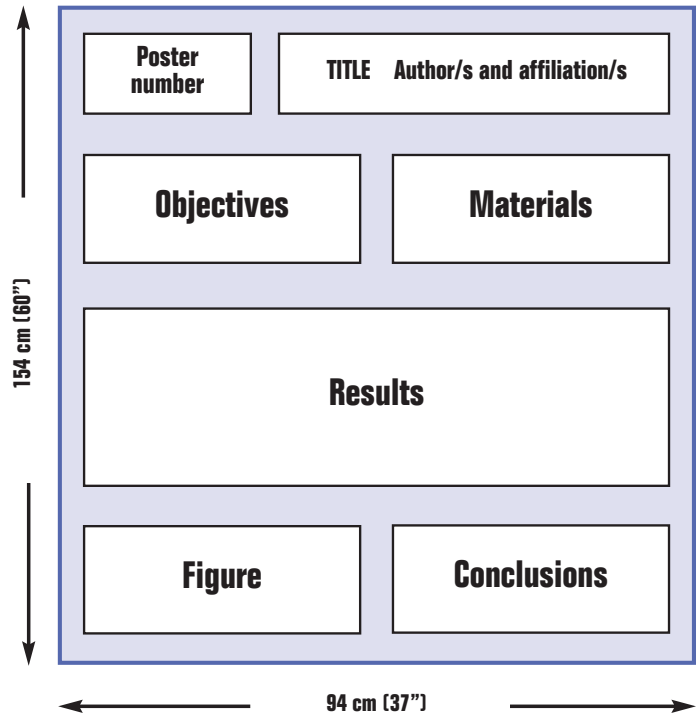 Poster
number
TITLE Author/s and affiliation/s
Objectives
Materials
154 cm (60”)
Results
Figure
Conclusions
94 cm (37”)